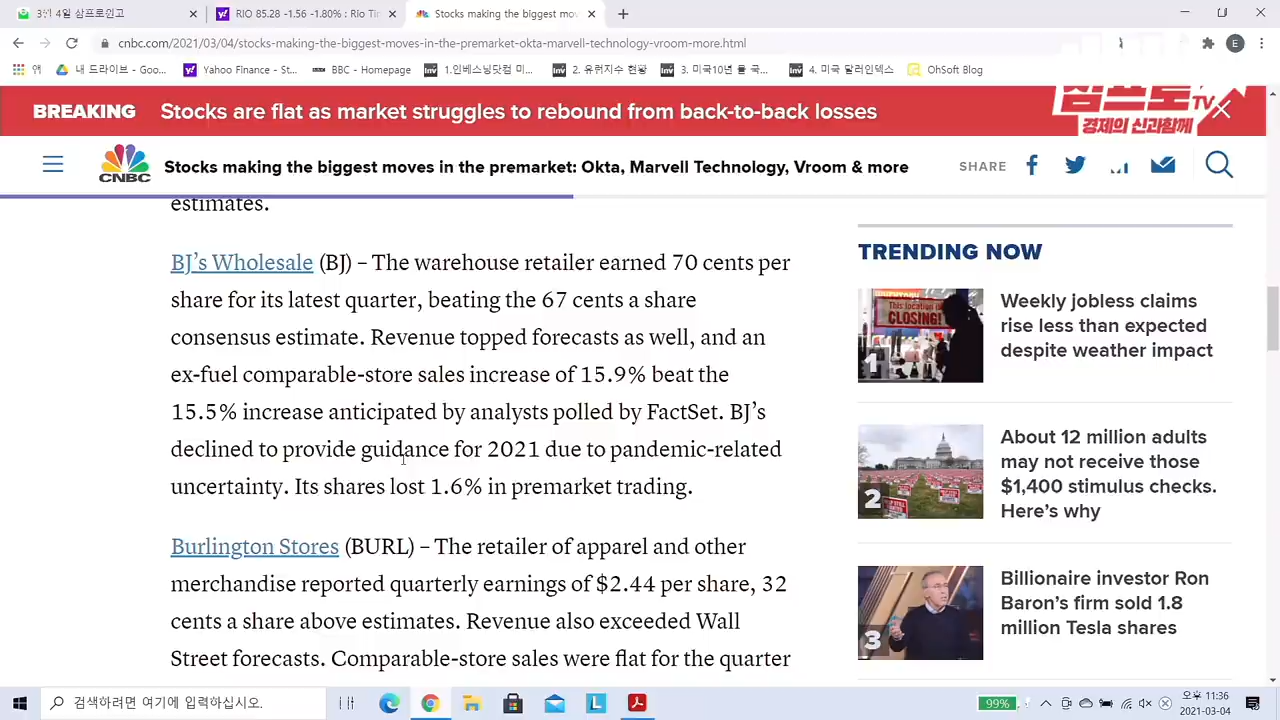 3월 4일 삼프로낀고
RIO 85.28 -1.56 -1.80% : Rio Tin
Stocks making the biggest mov
cnbc.com/2021/03/04/stocks-making-the-biggest-moves-in-the-premarket-okta-marvell-technology-vroom-more.html
E
앱
내 드라이브 - Goo...
Yahoo Finance - St...
BBC - Homepage
1.인베스닝닷컴 미...
2. 유뤈지수 현황
3. 미국10년 물 국...
4. 미국 달러인덱스
OhSoft Blog
BREAKING
Stocks are flat as market struggles to rebound from back-to-back losses
삼프로TV
경제의 신과함께
CNBC
Stocks making the biggest moves in the premarket: Okta, Marvell Technology, Vroom & more
SHARE
estimates.
BJ's Wholesale (BJ) – The warehouse retailer earned 70 cents per
share for its latest quarter, beating the 67 cents a share
consensus estimate. Revenue topped forecasts as well, and an
ex-fuel comparable-store sales increase of 15.9% beat the
15.5% increase anticipated by analysts polled by FactSet. BJ's
declined to provide guidance for 2021 due to pandemic-related
uncertainty. Its shares lost 1.6% in premarket trading.
Burlington Stores (BURL) – The retailer of apparel and other
merchandise reported quarterly earnings of $2.44 per share, 32
cents a share above estimates. Revenue also exceeded Wall
Street forecasts. Comparable-store sales were flat for the quarter
TRENDING NOW
This location is
CLOSING!
1
Weekly jobless claims
rise less than expected
despite weather impact
2
About 12 million adults
may not receive those
$1,400 stimulus checks.
Here's why
3
Billionaire investor Ron
Baron's firm sold 1.8
million Tesla shares
검색하려면 여기에 입력하십시오.
99%
오후 11:36
2021-03-04